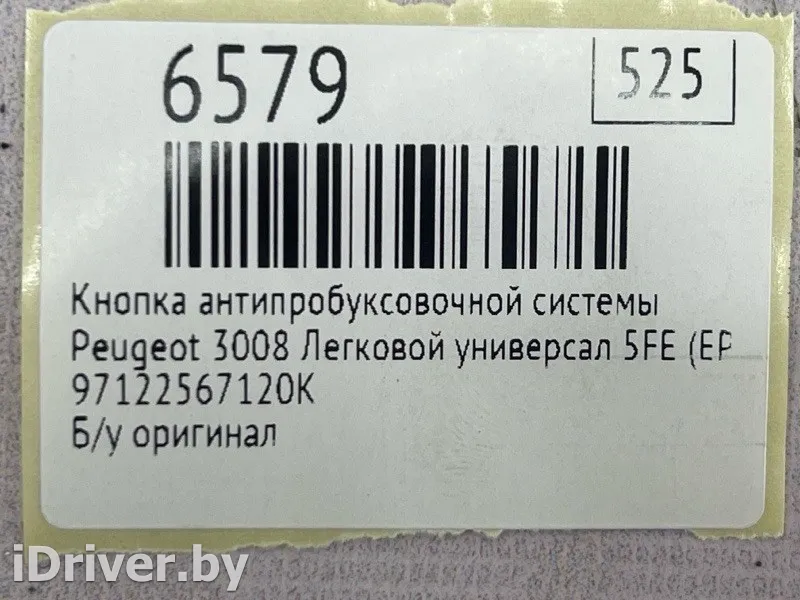 6579
525
Кнопка антипробуксовочной системы
Peugeot 3008 Легковой универсал 5FE (EP
97122567120K
Б/у оригинал
iDriver.by